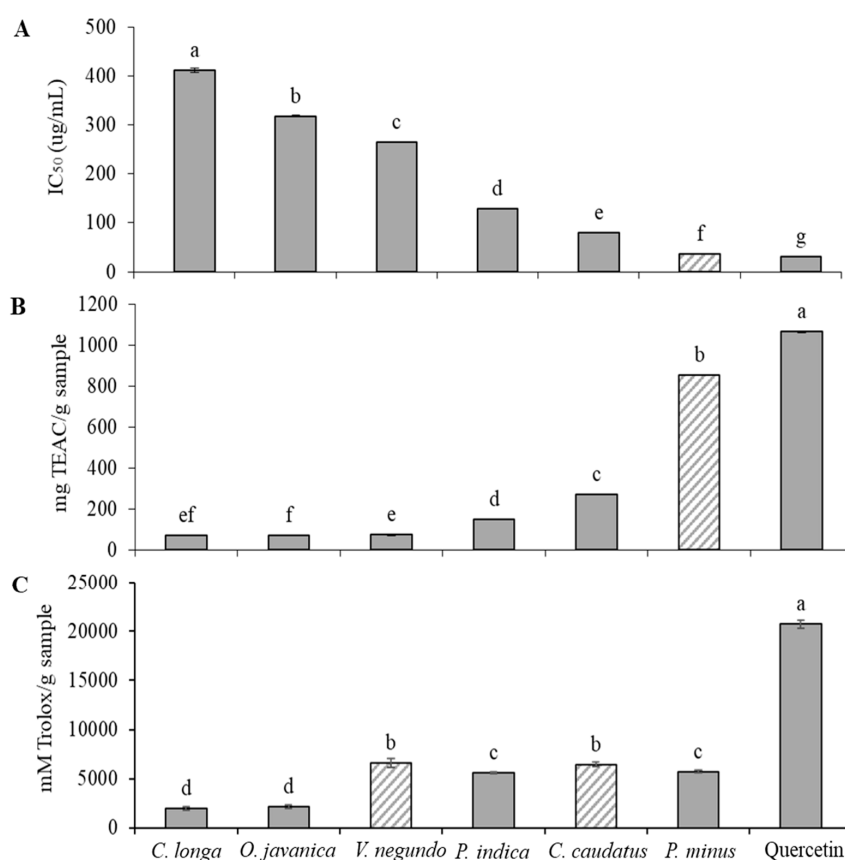 A
500
400
300
200
100
0
IC₅₀ (ug/mL)
a
b
c
d
e
f
g
B
1200
1000
800
600
400
200
0
mg TEAC/g sample
ef
f
e
d
c
b
a
C
25000
20000
15000
10000
5000
0
mM Trolox/g sample
d
d
b
c
b
c
a
C. longa O. javanica V. negundo P. indica C. caudatus P. minus Quercetin